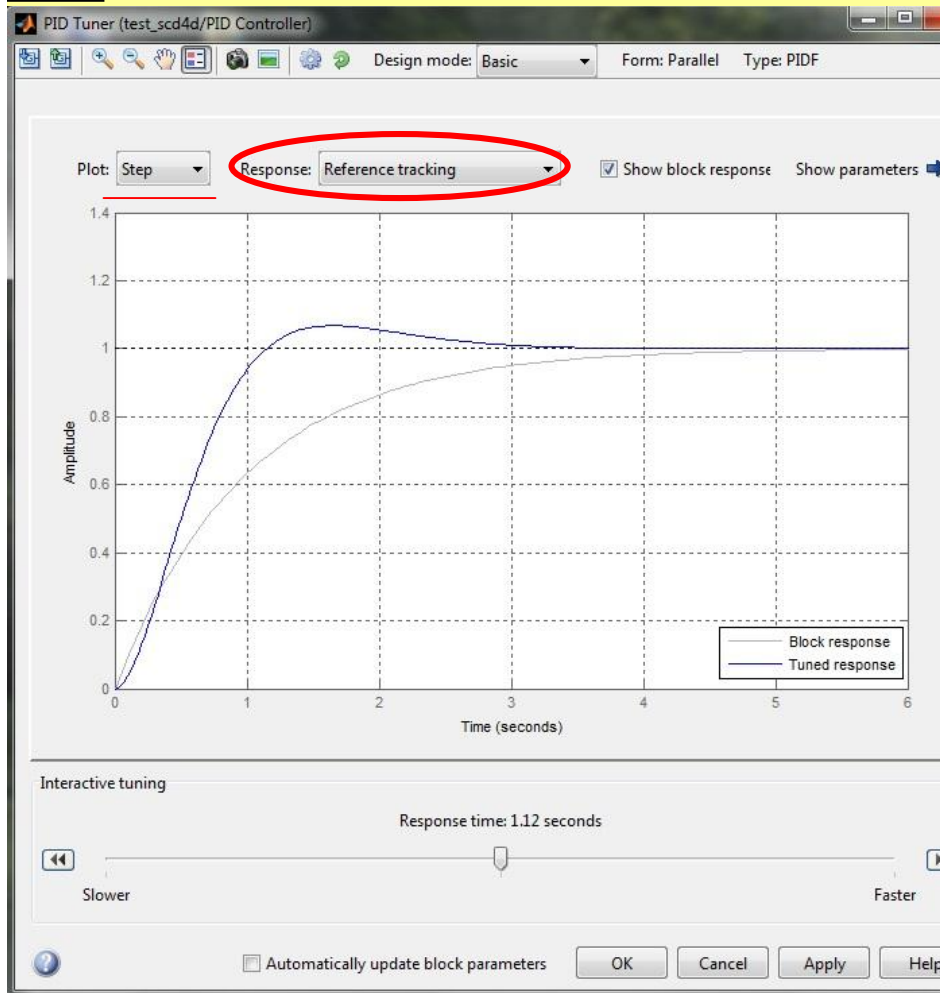 PID Tuner (test_scd4d/PID Controller)
Design mode: Basic Form: Parallel Type: PIDF
Plot: Step Response: Reference tracking Show block response Show parameters
1.4
1.2
1
0.8
0.6
0.4
0.2
0
Amplitude
0 1 2 3 4 5 6
Time (seconds)
Block response
Tuned response
Interactive tuning
Response time: 1.12 seconds
Slower Faster
Automatically update block parameters OK Cancel Apply Help